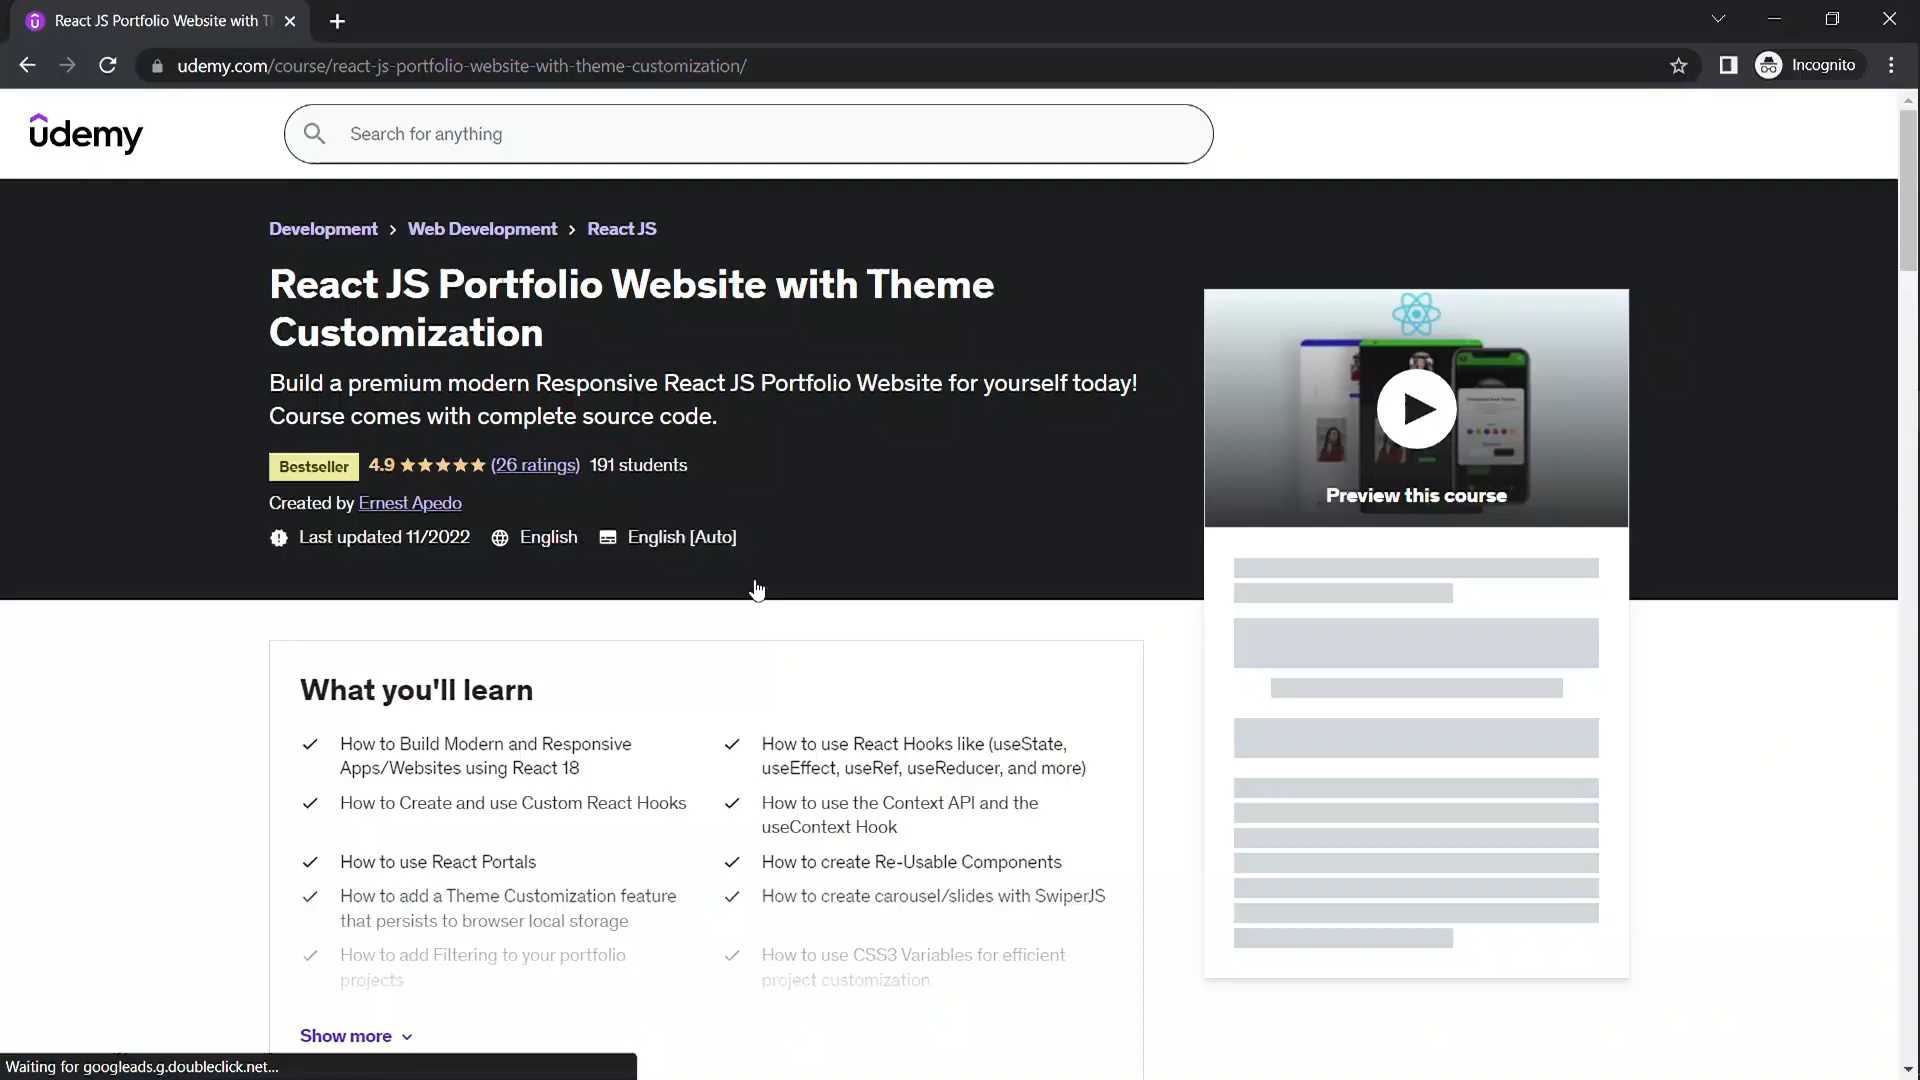 React JS Portfolio Website with T
udemy.com/course/react-js-portfolio-website-with-theme-customization/
Incognito
ûdemy
Search for anything
Development > Web Development > React JS
React JS Portfolio Website with Theme
Customization
Build a premium modern Responsive React JS Portfolio Website for yourself today!
Course comes with complete source code.
Bestseller 4.9 (26 ratings) 191 students
Created by Ernest Apedo
Last updated 11/2022 English English [Auto]
Preview this course
What you'll learn
How to Build Modern and Responsive
Apps/Websites using React 18
How to use React Hooks like (useState,
useEffect, useRef, useReducer, and more)
How to Create and use Custom React Hooks
How to use the Context API and the
useContext Hook
How to use React Portals
How to create Re-Usable Components
How to add a Theme Customization feature
that persists to browser local storage
How to create carousel/slides with SwiperJS
How to add Filtering to your portfolio
projects
How to use CSS3 Variables for efficient
project customization
Show more
Waiting for googleads.g.doubleclick.net...